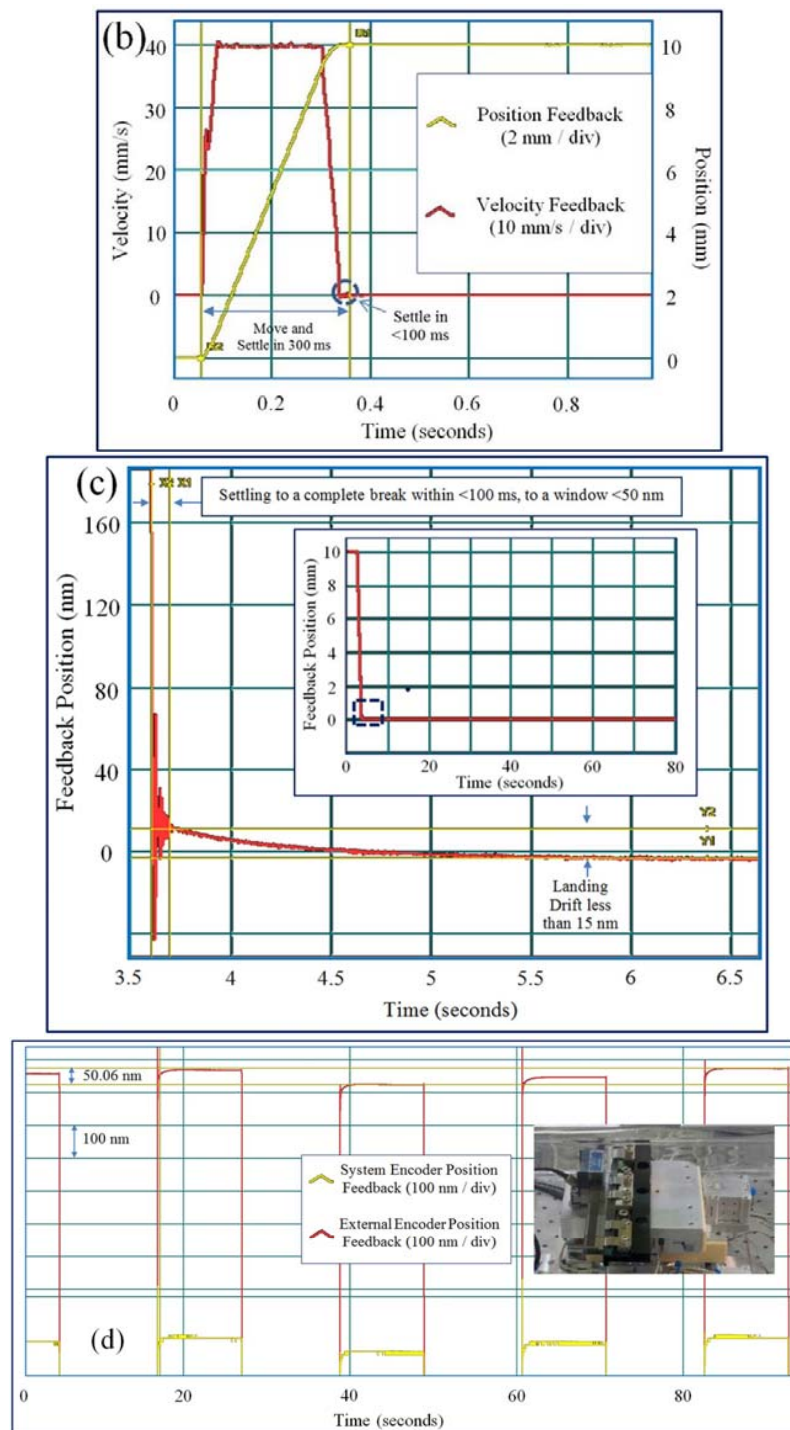 (b)
40
30
20
10
0
Velocity (mm/s)
10
8
6
4
2
0
Position (mm)
Position Feedback
(2 mm / div)
Velocity Feedback
(10 mm/s / div)
Move and
Settle in 300 ms
Settle in
<100 ms
0 0.2 0.4 0.6 0.8
Time (seconds)
(c)
X1
Settling to a complete break within <100 ms, to a window <50 nm
160
120
80
40
0
Feedback Position (nm)
10
8
6
4
2
0
Feedback Position (mm)
0 20 40 60 80
Time (seconds)
Y2
Y1
Landing
Drift less
than 15 nm
3.5 4 4.5 5 5.5 6 6.5
Time (seconds)
50.06 nm
100 nm
System Encoder Position
Feedback (100 nm / div)
External Encoder Position
Feedback (100 nm / div)
(d)
0 20 40 60 80
Time (seconds)